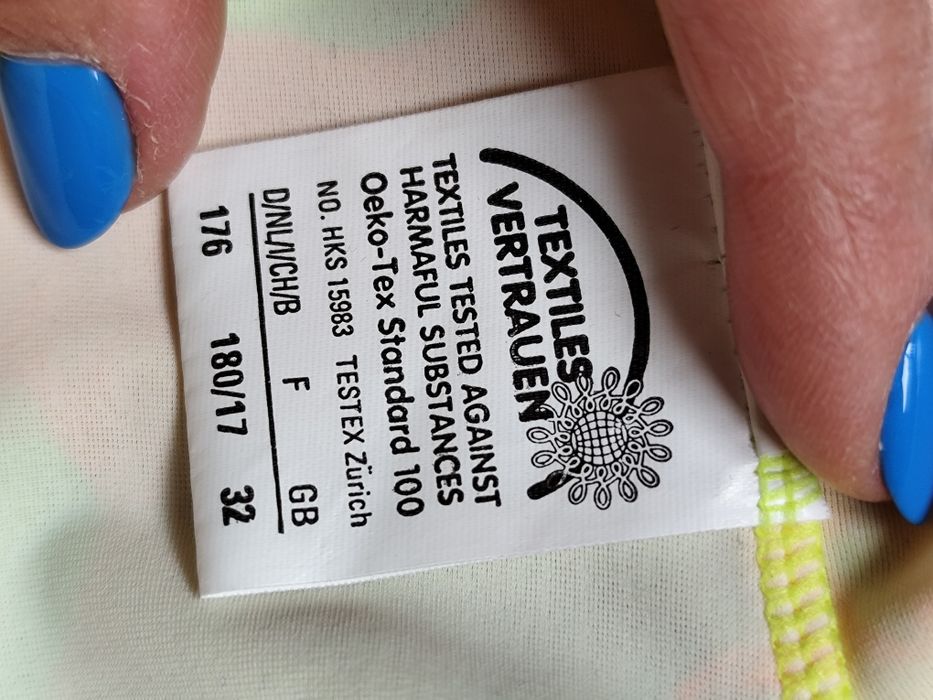 TEXTILES
VERTRAUEN
TEXTILES TESTED AGAINST
HARMAFUL SUBSTANCES
Oeko-Tex Standard 100
NO. HKS 15983 TESTEX Zürich
D/NL/I/CH/B F GB
176 180/17 32